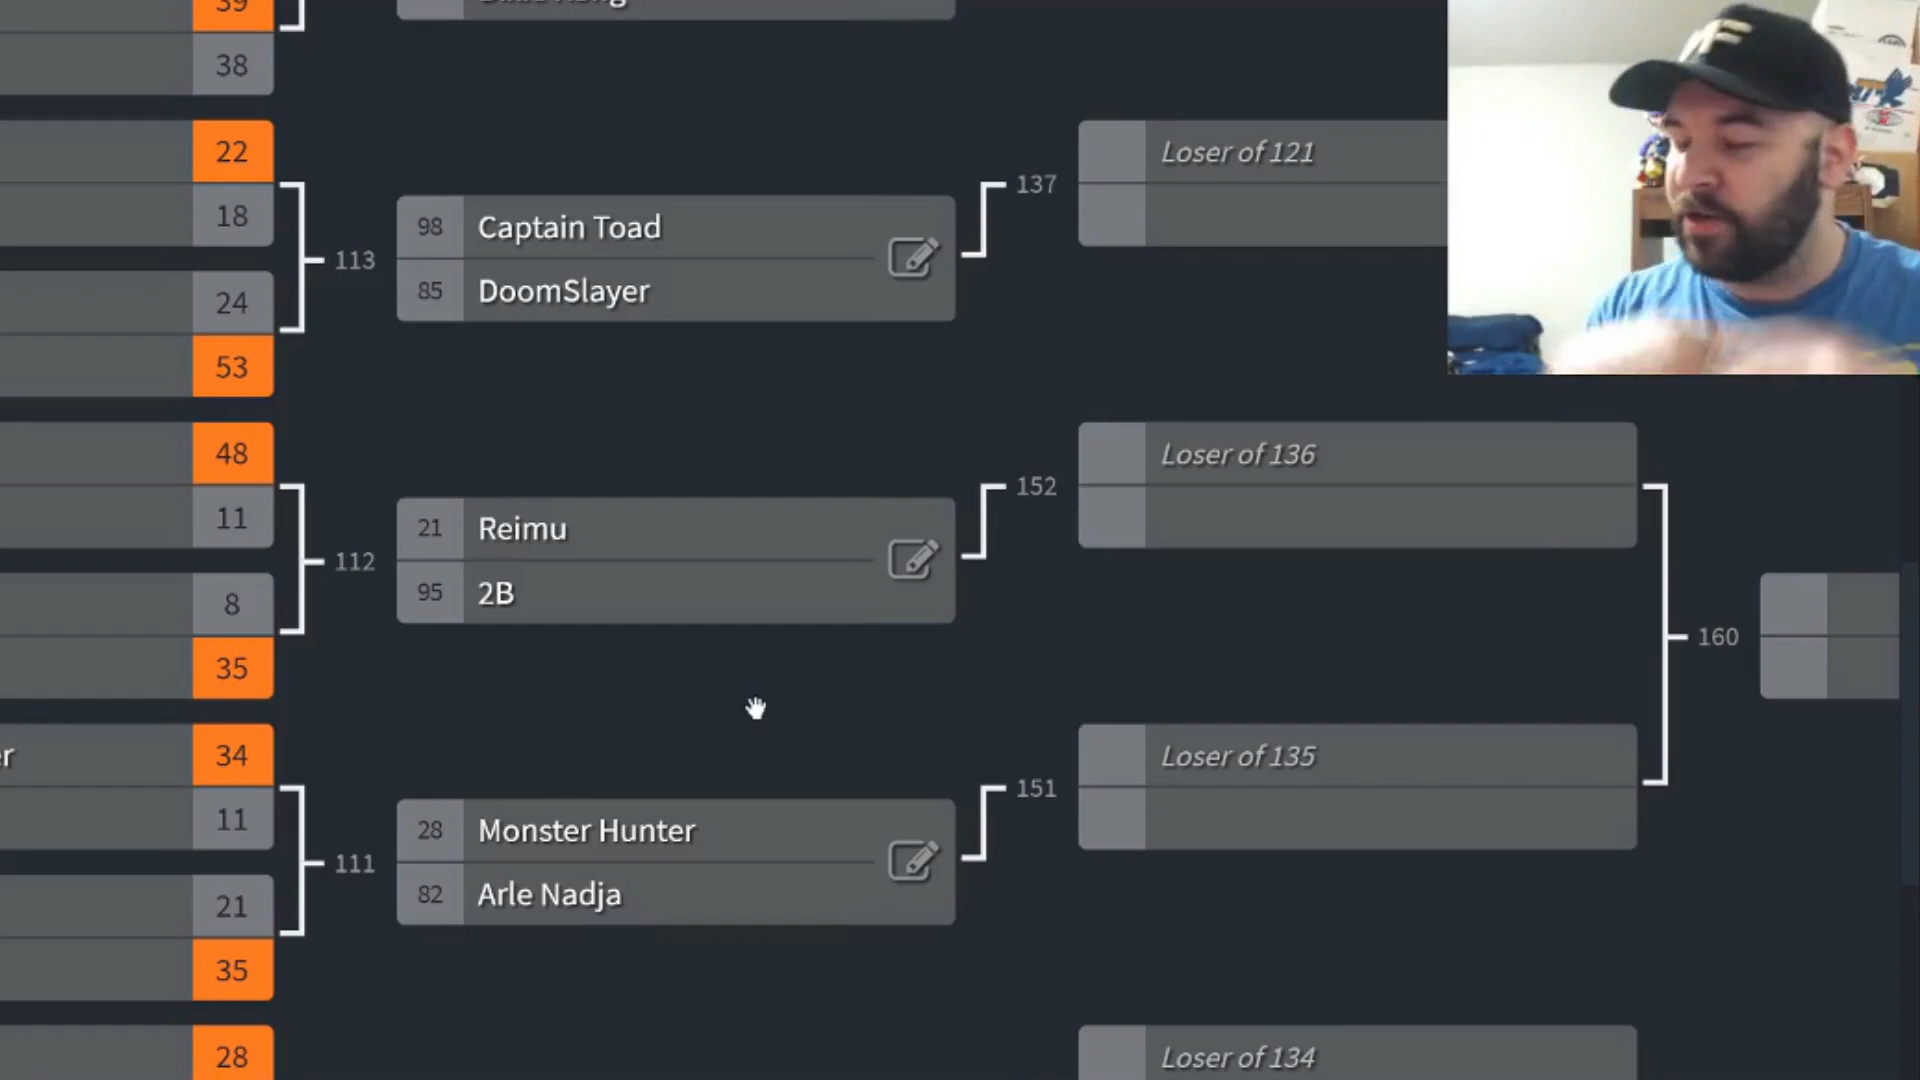 39
38
22
18
24
53
113
98 Captain Toad
85 DoomSlayer
137
Loser of 121
48
11
8
35
112
21 Reimu
95 2B
152
Loser of 136
160
er
34
11
21
35
111
28 Monster Hunter
82 Arle Nadja
151
Loser of 135
28
Loser of 134